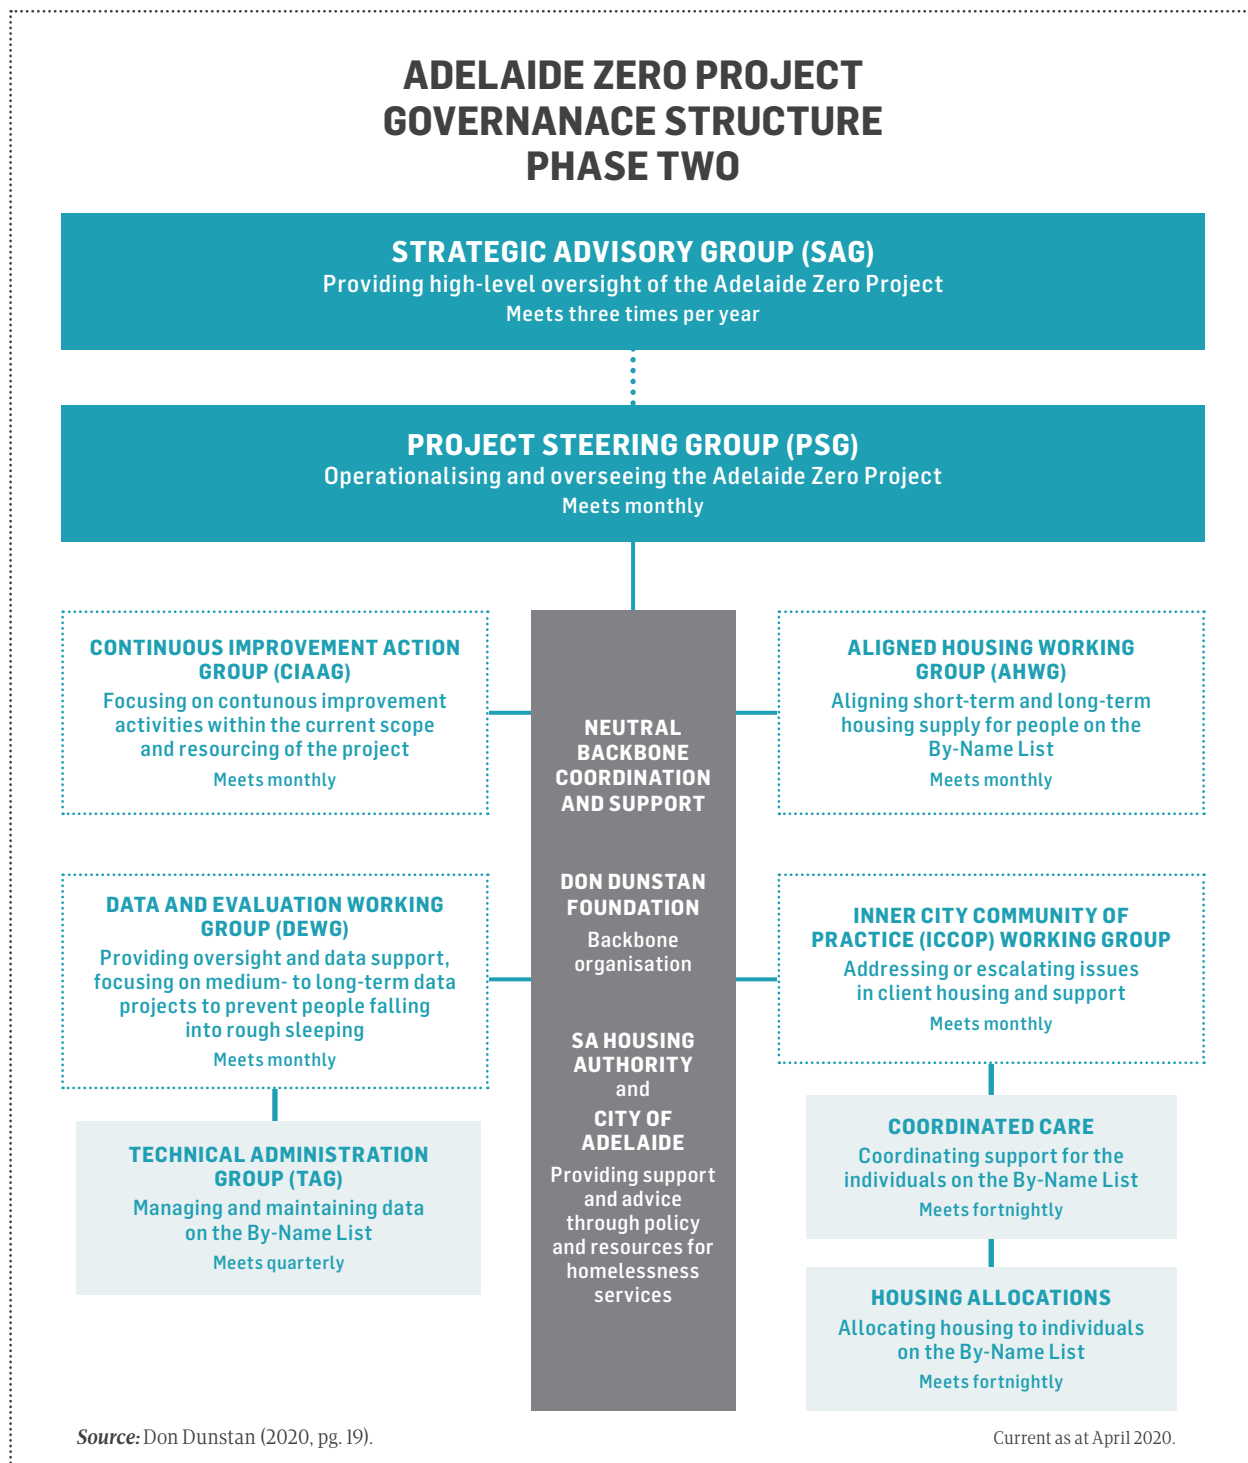 ADELAIDE ZERO PROJECT
GOVERNANACE STRUCTURE
PHASE TWO
STRATEGIC ADVISORY GROUP (SAG)
Providing high-level oversight of the Adelaide Zero Project
Meets three times per year
PROJECT STEERING GROUP (PSG)
Operationalising and overseeing the Adelaide Zero Project
Meets monthly
CONTINUOUS IMPROVEMENT ACTION
GROUP (CIAAG)
Focusing on contunous improvement
activities within the current scope
and resourcing of the project
Meets monthly
DATA AND EVALUATION WORKING
GROUP (DEWG)
Providing oversight and data support,
focusing on medium- to long-term data
projects to prevent people falling
into rough sleeping
Meets monthly
TECHNICAL ADMINISTRATION
GROUP (TAG)
Managing and maintaining data
on the By-Name List
Meets quarterly
NEUTRAL
BACKBONE
COORDINATION
AND SUPPORT
DON DUNSTAN
FOUNDATION
Backbone
organisation
SA HOUSING
AUTHORITY
and
CITY OF
ADELAIDE
Providing support
and advice
through policy
and resources for
homelessness
services
ALIGNED HOUSING WORKING
GROUP (AHWG)
Aligning short-term and long-term
housing supply for people on the
By-Name List
Meets monthly
INNER CITY COMMUNITY OF
PRACTICE (ICCOP) WORKING GROUP
Addressing or escalating issues
in client housing and support
Meets monthly
COORDINATED CARE
Coordinating support for the
individuals on the By-Name List
Meets fortnightly
HOUSING ALLOCATIONS
Allocating housing to individuals
on the By-Name List
Meets fortnightly
Source: Don Dunstan (2020, pg. 19).
Current as at April 2020.